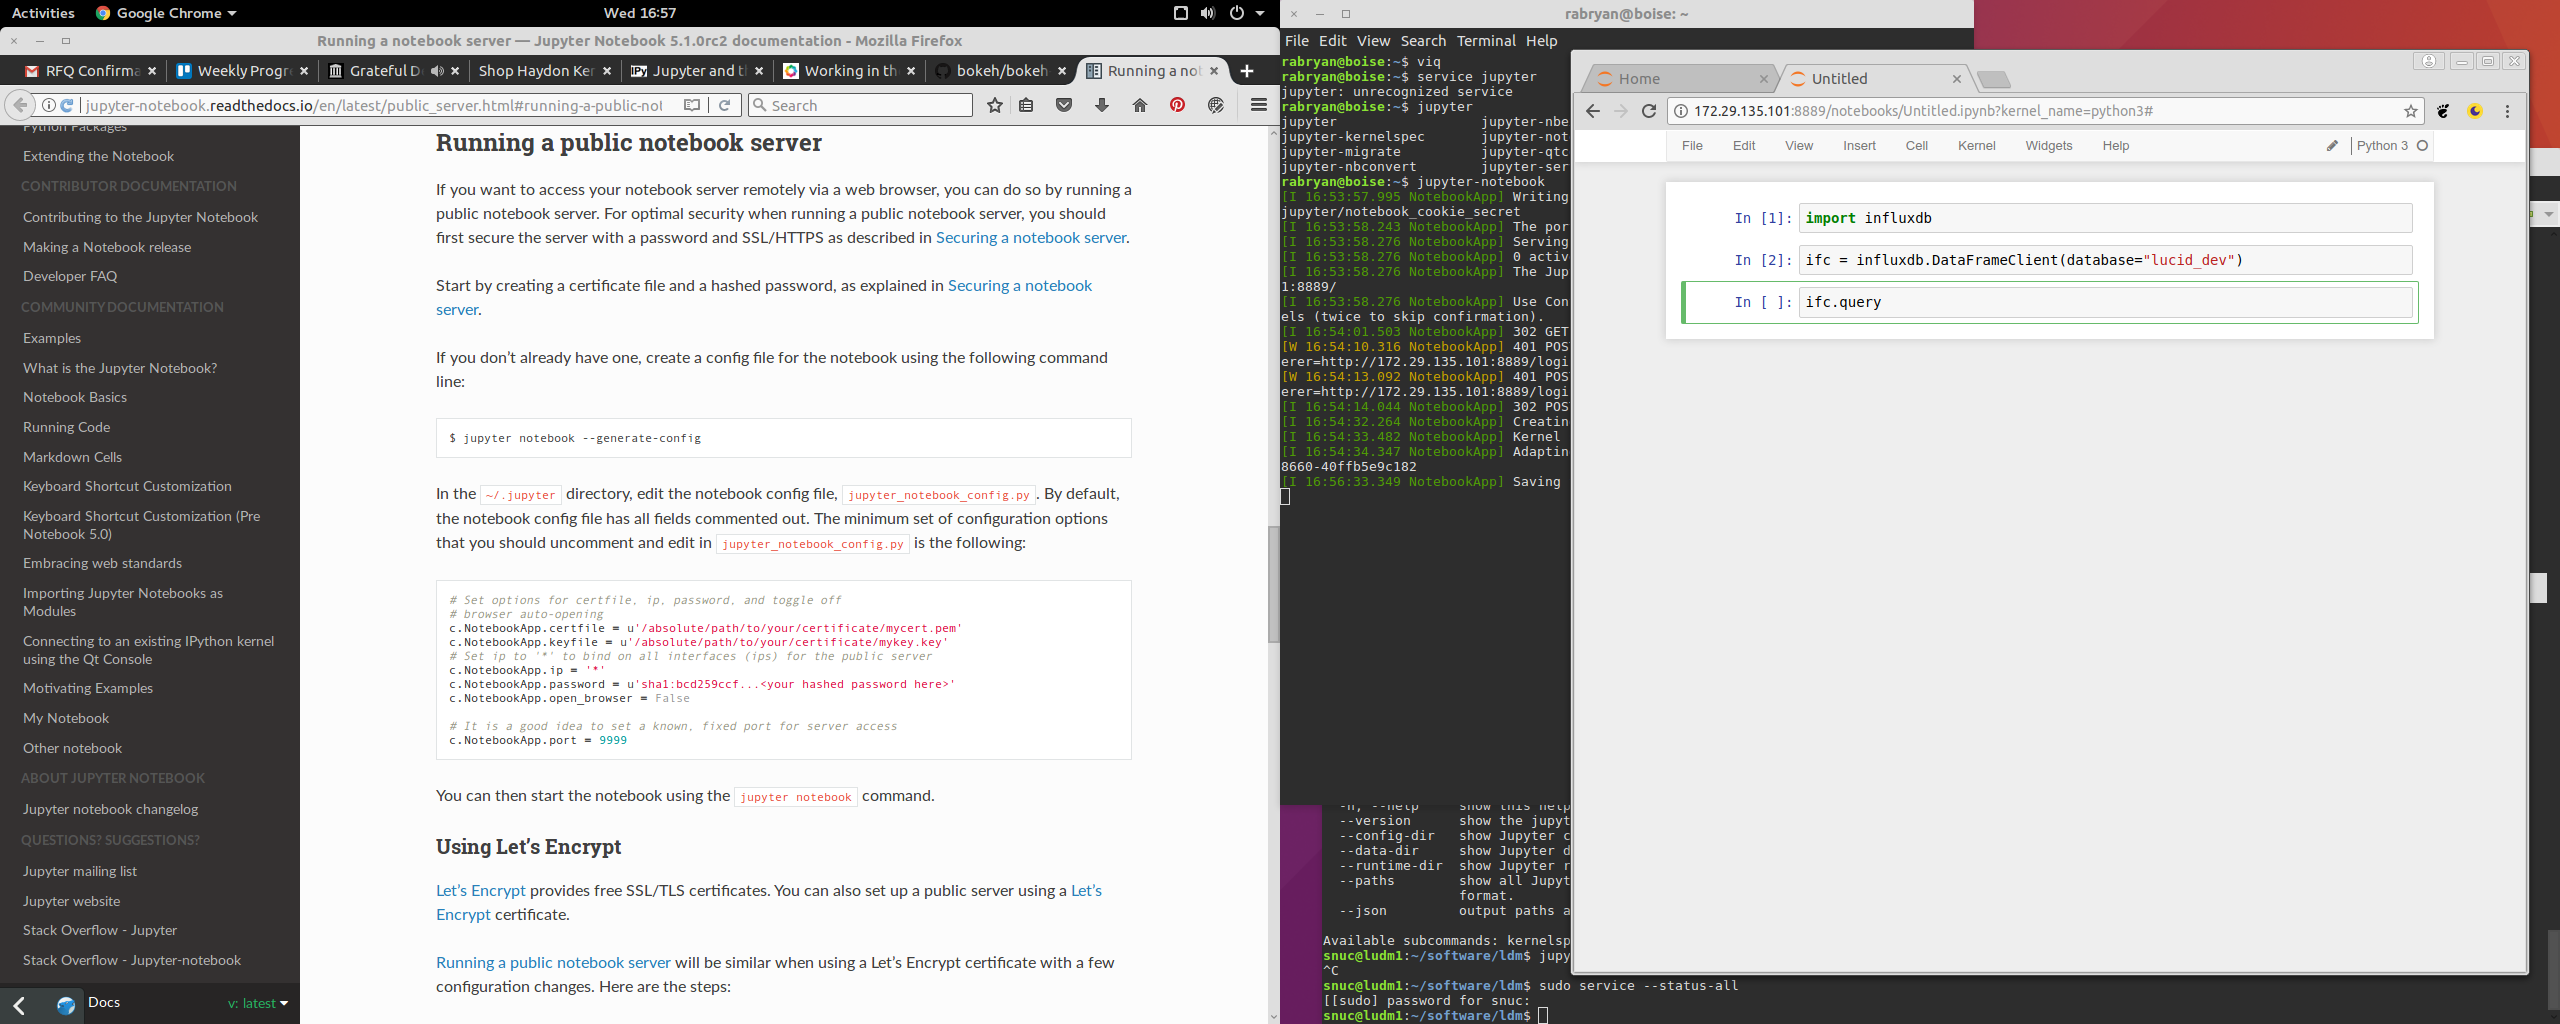 Activities Google Chrome Wed 16:57
Running a notebook server — Jupyter Notebook 5.1.0rc2 documentation - Mozilla Firefox
RFQ Confirma Weekly Progr Grateful D Shop Haydon Ker Jupyter and t Working in th bokeh/bokeh Running a not
jupyter-notebook.readthedocs.io/en/latest/public_server.html#running-a-public-not Search
Python Packages
Extending the Notebook
CONTRIBUTOR DOCUMENTATION
Contributing to the Jupyter Notebook
Making a Notebook release
Developer FAQ
COMMUNITY DOCUMENTATION
Examples
What is the Jupyter Notebook?
Notebook Basics
Running Code
Markdown Cells
Keyboard Shortcut Customization
Keyboard Shortcut Customization (Pre
Notebook 5.0)
Embracing web standards
Importing Jupyter Notebooks as
Modules
Connecting to an existing IPython kernel
using the Qt Console
Motivating Examples
My Notebook
Other notebook
ABOUT JUPYTER NOTEBOOK
Jupyter notebook changelog
QUESTIONS? SUGGESTIONS?
Jupyter mailing list
Jupyter website
Stack Overflow - Jupyter
Stack Overflow - Jupyter-notebook
Docs v: latest
Running a public notebook server
If you want to access your notebook server remotely via a web browser, you can do so by running a
public notebook server. For optimal security when running a public notebook server, you should
first secure the server with a password and SSL/HTTPS as described in Securing a notebook server.
Start by creating a certificate file and a hashed password, as explained in Securing a notebook
server.
If you don’t already have one, create a config file for the notebook using the following command
line:
$ jupyter notebook --generate-config
In the ~/.jupyter directory, edit the notebook config file, jupyter_notebook_config.py . By default,
the notebook config file has all fields commented out. The minimum set of configuration options
that you should uncomment and edit in jupyter_notebook_config.py is the following:
# Set options for certfile, ip, password, and toggle off
# browser auto-opening
c.NotebookApp.certfile = u'/absolute/path/to/your/certificate/mycert.pem'
c.NotebookApp.keyfile = u'/absolute/path/to/your/certificate/mykey.key'
# Set ip to '*' to bind on all interfaces (ips) for the public server
c.NotebookApp.ip = '*'
c.NotebookApp.password = u'sha1:bcd259ccf...<your hashed password here>'
c.NotebookApp.open_browser = False
# It is a good idea to set a known, fixed port for server access
c.NotebookApp.port = 9999
You can then start the notebook using the jupyter notebook command.
Using Let’s Encrypt
Let’s Encrypt provides free SSL/TLS certificates. You can also set up a public server using a Let’s
Encrypt certificate.
Running a public notebook server will be similar when using a Let’s Encrypt certificate with a few
configuration changes. Here are the steps:
rabryan@boise: ~
File Edit View Search Terminal Help
rabryan@boise:~$ viq
rabryan@boise:~$ service jupyter
jupyter: unrecognized service
rabryan@boise:~$ jupyter
jupyter jupyter-nbe
jupyter-kernelspec jupyter-not
jupyter-migrate jupyter-qtc
jupyter-nbconvert jupyter-ser
rabryan@boise:~$ jupyter-notebook
[I 16:53:57.995 NotebookApp] Writing
jupyter/notebook_cookie_secret
[I 16:53:58.243 NotebookApp] The por
[I 16:53:58.276 NotebookApp] Serving
[I 16:53:58.276 NotebookApp] 0 activ
[I 16:53:58.276 NotebookApp] The Jup
1:8889/
[I 16:53:58.276 NotebookApp] Use Con
els (twice to skip confirmation).
[I 16:54:01.503 NotebookApp] 302 GET
[W 16:54:10.316 NotebookApp] 401 POS
erer=http://172.29.135.101:8889/logi
[W 16:54:13.092 NotebookApp] 401 POS
erer=http://172.29.135.101:8889/logi
[I 16:54:14.044 NotebookApp] 302 POS
[I 16:54:32.264 NotebookApp] Creatin
[I 16:54:33.482 NotebookApp] Kernel
[I 16:54:34.347 NotebookApp] Adaptin
8660-40ffb5e9c182
[I 16:56:33.349 NotebookApp] Saving
-h, --help show this help
--version show the jupyt
--config-dir show Jupyter c
--data-dir show Jupyter d
--runtime-dir show Jupyter r
--paths show all Jupyt
format.
--json output paths a
Available subcommands: kernelsp
snuc@ludm1:~/software/ldm$ jupy
^C
snuc@ludm1:~/software/ldm$ sudo service --status-all
[[sudo] password for snuc:
snuc@ludm1:~/software/ldm$
Home Untitled
172.29.135.101:8889/notebooks/Untitled.ipynb?kernel_name=python3#
File Edit View Insert Cell Kernel Widgets Help Python 3
In [1]: import influxdb
In [2]: ifc = influxdb.DataFrameClient(database="lucid_dev")
In [ ]: ifc.query